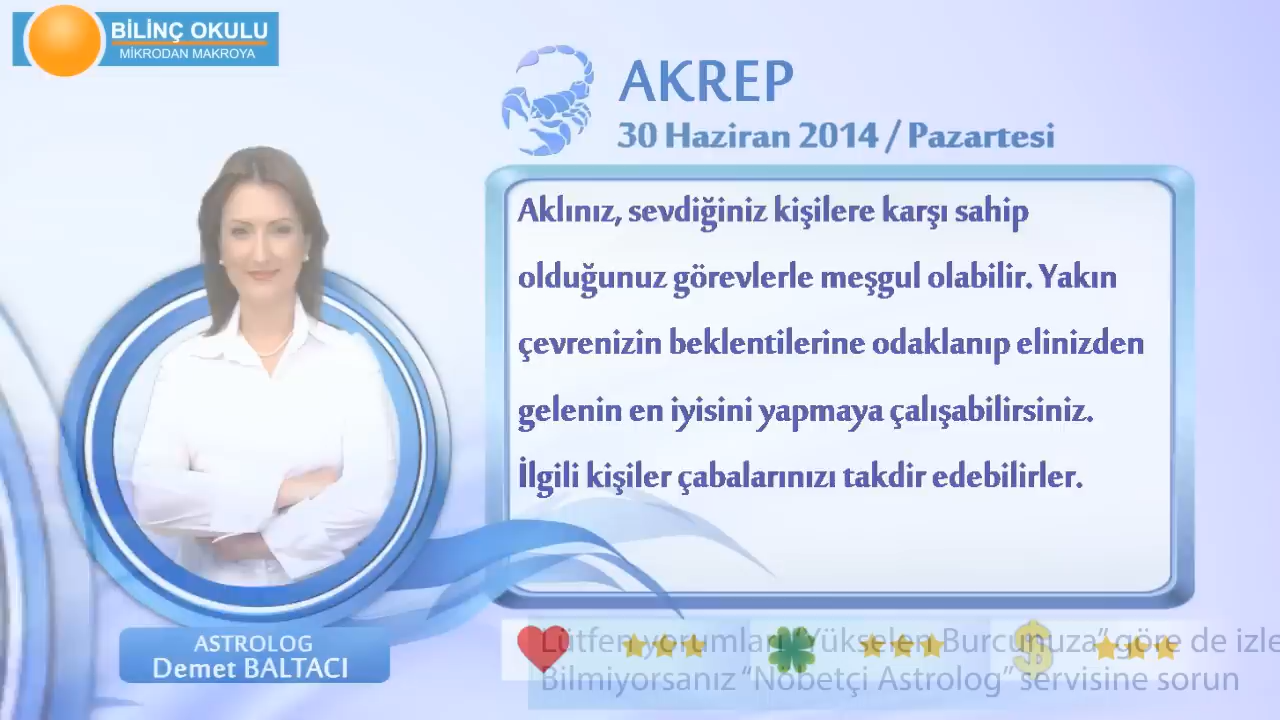 BİLİNÇ OKULU
MİKRODAN MAKROYA
AKREP
30 Haziran 2014 / Pazartesi
Aklınız, sevdiğiniz kişilere karşı sahip
olduğunuz görevlerle meşgul olabilir. Yakın
çevrenizin beklentilerine odaklanıp elinizden
gelenin en iyisini yapmaya çalışabilirsiniz.
İlgili kişiler çabalarınızı takdir edebilirler.
ASTROLOG
Demet BALTACI
Lütfen yorumları "Yükselen Burcunuza" göre de izle
Bilmiyorsanız "Nöbetçi Astrolog" servisine sorun